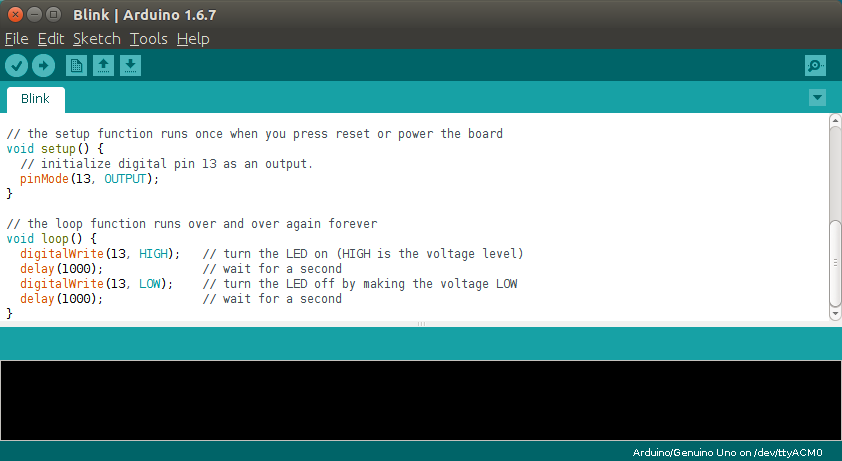 Blink | Arduino 1.6.7
File Edit Sketch Tools Help
Blink
// the setup function runs once when you press reset or power the board
void setup() {
  // initialize digital pin 13 as an output.
  pinMode(13, OUTPUT);
}
// the loop function runs over and over again forever
void loop() {
  digitalWrite(13, HIGH);   // turn the LED on (HIGH is the voltage level)
  delay(1000);              // wait for a second
  digitalWrite(13, LOW);    // turn the LED off by making the voltage LOW
  delay(1000);              // wait for a second
}
Arduino/Genuino Uno on /dev/ttyACM0